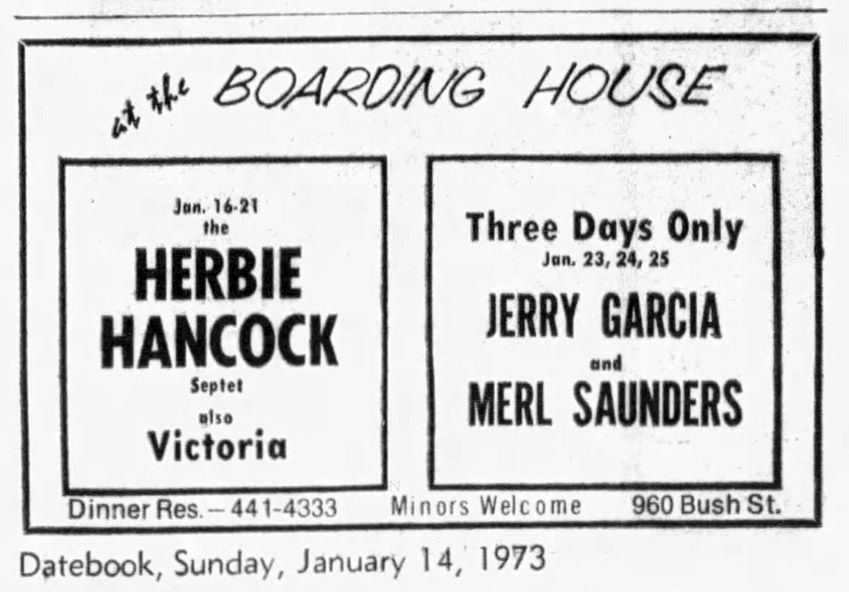 at the BOARDING HOUSE
Jan. 16-21
the
HERBIE
HANCOCK
Septet
also
Victoria
Three Days Only
Jan. 23, 24, 25
JERRY GARCIA
and
MERL SAUNDERS
Dinner Res. – 441-4333 Minors Welcome 960 Bush St.
Datebook, Sunday, January 14, 1973